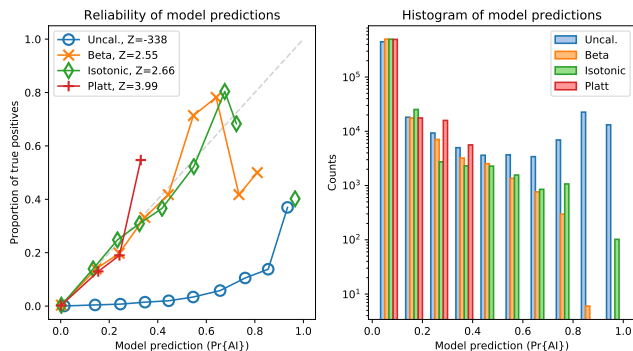 Reliability of model predictions
Uncal., Z=-338
Beta, Z=2.55
Isotonic, Z=2.66
Platt, Z=3.99
Proportion of true positives
1.0
0.8
0.6
0.4
0.2
0.0
0.0 0.2 0.4 0.6 0.8 1.0
Model prediction (Pr{AI})
Histogram of model predictions
Uncal.
Beta
Isotonic
Platt
Counts
10⁵
10⁴
10³
10²
10¹
0.0 0.2 0.4 0.6 0.8 1.0
Model prediction (Pr{AI})